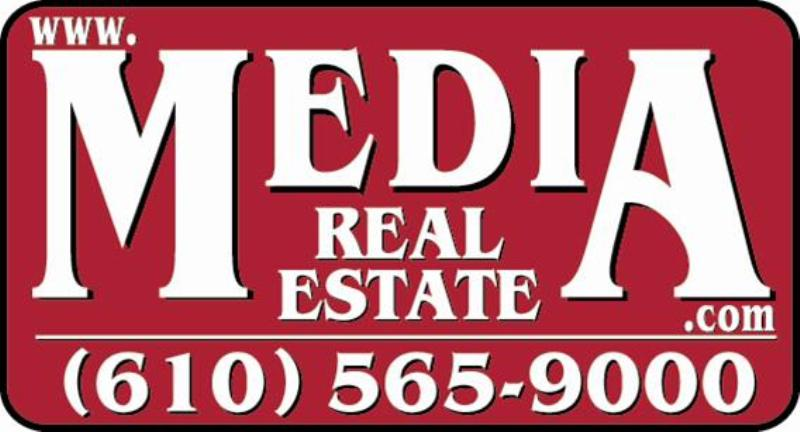 www.
MEDIA
REAL
ESTATE
.com
(610) 565-9000